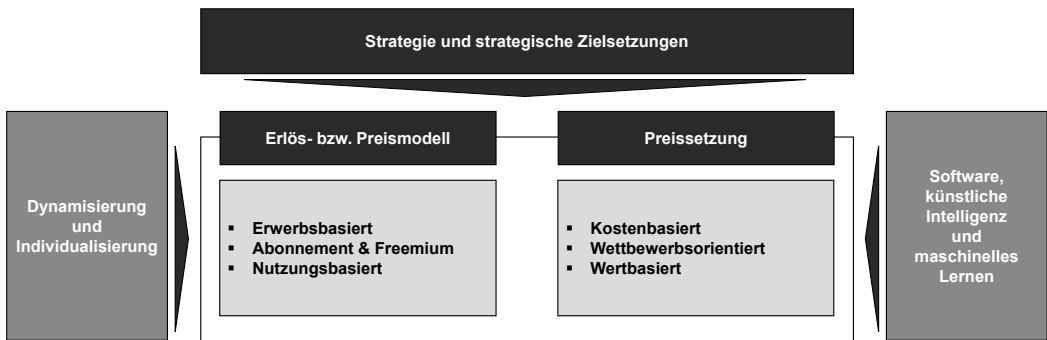 Strategie und strategische Zielsetzungen
Dynamisierung
und
Individualisierung
Erlös- bzw. Preismodell
▪ Erwerbsbasiert
▪ Abonnement & Freemium
▪ Nutzungsbasiert
Preissetzung
▪ Kostenbasiert
▪ Wettbewerbsorientiert
▪ Wertbasiert
Software,
künstliche
Intelligenz
und
maschinelles
Lernen